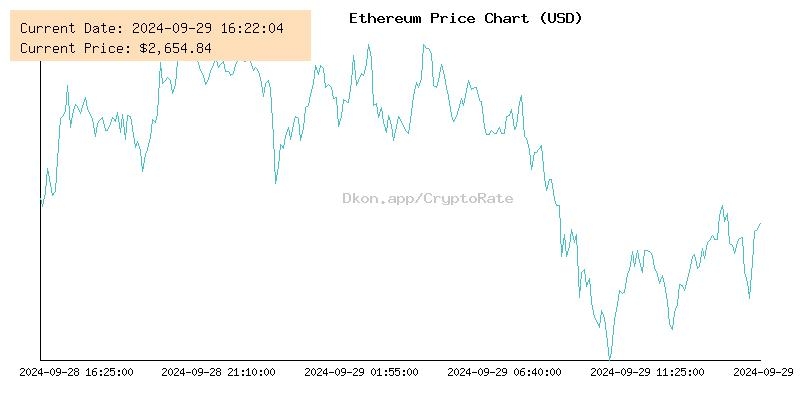 Ethereum Price Chart (USD)
Current Date: 2024-09-29 16:22:04
Current Price: $2,654.84
Dkon.app/CryptoRate
2024-09-28 16:25:00
2024-09-28 21:10:00
2024-09-29 01:55:00
2024-09-29 06:40:00
2024-09-29 11:25:00
2024-09-29